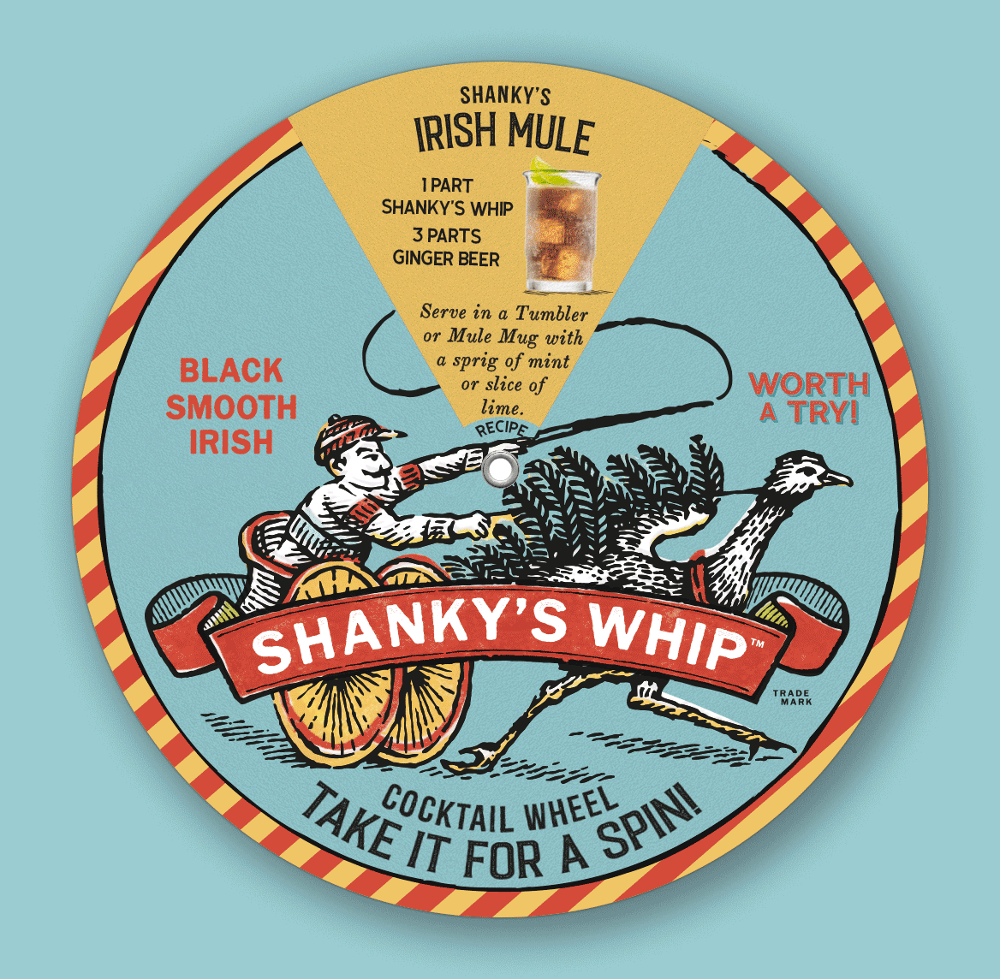 SHANKY'S
IRISH MULE
1 PART
SHANKY'S WHIP
3 PARTS
GINGER BEER
Serve in a Tumbler
or Mule Mug with
a sprig of mint
or slice of
lime.
RECIPE
BLACK
SMOOTH
IRISH
WORTH
A TRY!
SHANKY'S WHIP™
TRADE
MARK
COCKTAIL WHEEL
TAKE IT FOR A SPIN!